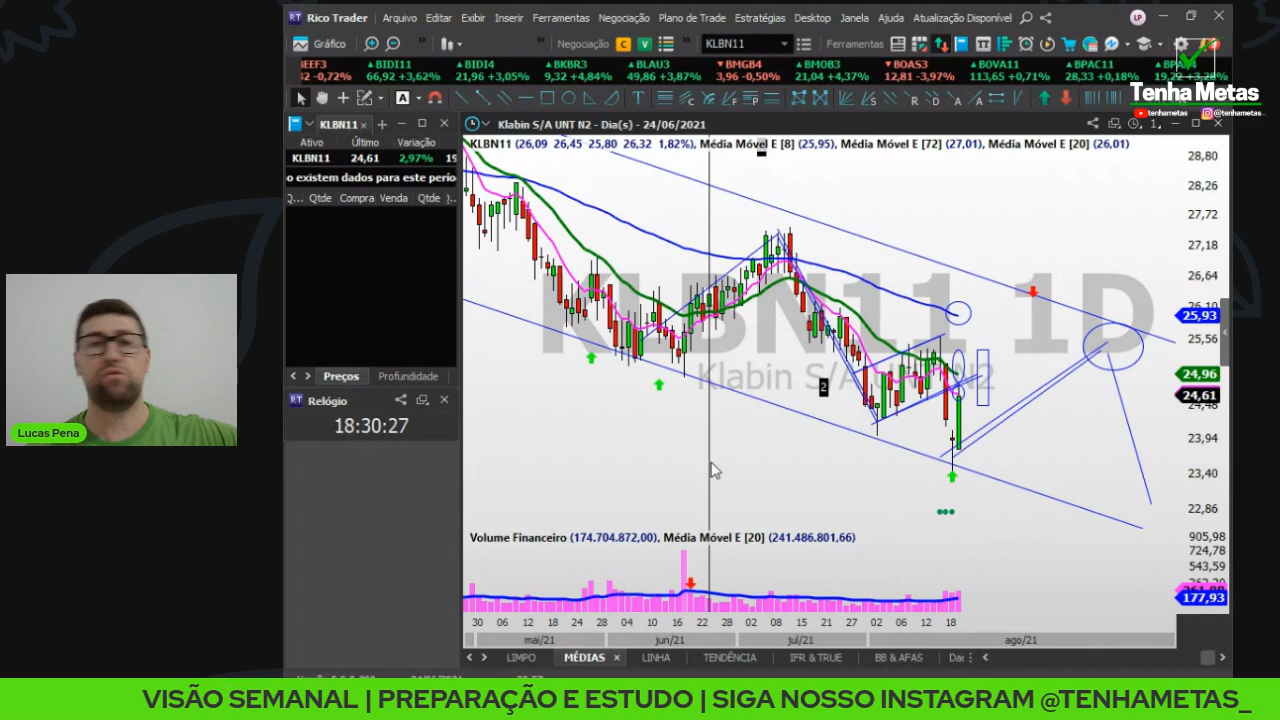 Rico Trader Arquivo Editar Exibir Inserir Ferramentas Negociação Plano de Trade Estratégias Desktop Janela Ajuda Atualização Disponível LP
Gráfico Negociação C V KLBN11 Ferramentas
BIDI11 BIDI4 BKBR3 BLAU3 BMGB4 BMOB3 BOAS3 BOVA11 BPAC11
-0,72% 66,92 +3,62% 21,96 +3,05% 9,32 +4,84% 49,86 +3,87% 3,96 -0,50% 21,04 +4,37% 12,81 -3,97% 113,65 +0,71% 28,33 +0,18%
Tenha Metas
tenhametas @tenhametas_
KLBN11
Klabin S/A UNT N2 - Dia(s) - 24/06/2021
Ativo Último Variação
KLBN11 24,61 2,97%
o existem dados para este perío
Q... Qtde Compra Venda Qtde
KLBN11 (26,09 26,45 25,80 26,32 1,82%), Média Móvel E [8] (25,95), Média Móvel E [72] (27,01), Média Móvel E [20] (26,01)
28,80
28,26
27,72
27,18
26,64
26,10
25,93
25,56
24,96
24,61
24,48
23,94
23,40
22,86
KLBN11 1D
Klabin S/A UNT N2
2
Preços Profundidade
Relógio
18:30:27
Lucas Pena
Volume Financeiro (174.704.872,00), Média Móvel E [20] (241.486.801,66)
905,98
724,78
543,59
177,93
30 06 12 18 24 28 04 10 16 22 28 02 08 15 21 27 02 06 12 18
mai/21 jun/21 jul/21 ago/21
LIMPO MÉDIAS LINHA TENDÊNCIA IFR & TRUE BB & AFAS
VISÃO SEMANAL | PREPARAÇÃO E ESTUDO | SIGA NOSSO INSTAGRAM @TENHAMETAS_